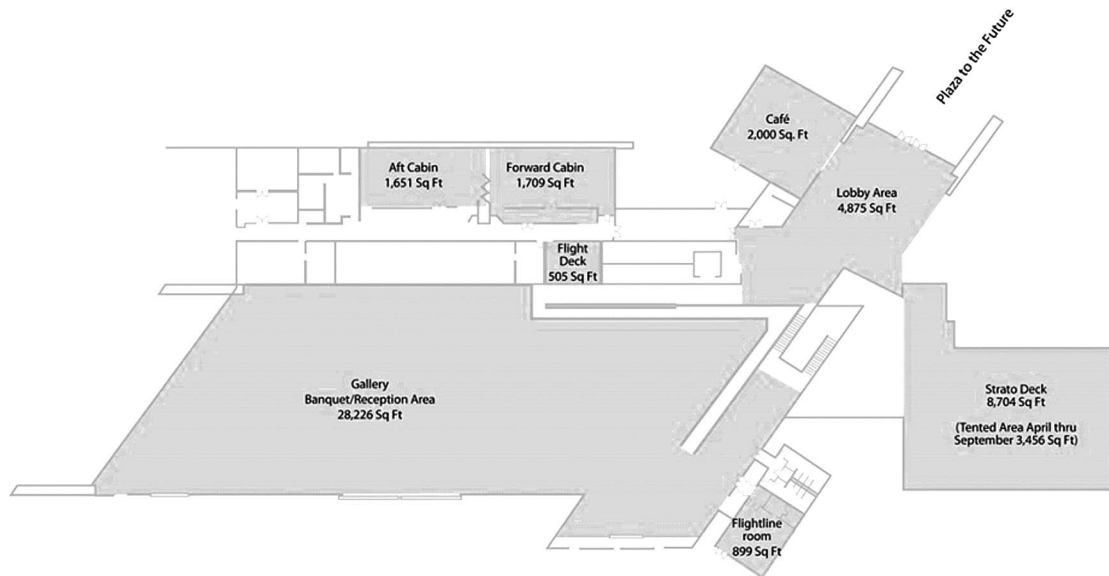 Plaza to the Future
Café
2,000 Sq. Ft
Aft Cabin
1,651 Sq Ft
Forward Cabin
1,709 Sq Ft
Lobby Area
4,875 Sq Ft
Flight
Deck
505 Sq Ft
Gallery
Banquet/Reception Area
28,226 Sq Ft
Strato Deck
8,704 Sq Ft
(Tented Area April thru
September 3,456 Sq Ft)
Flightline
room
899 Sq Ft